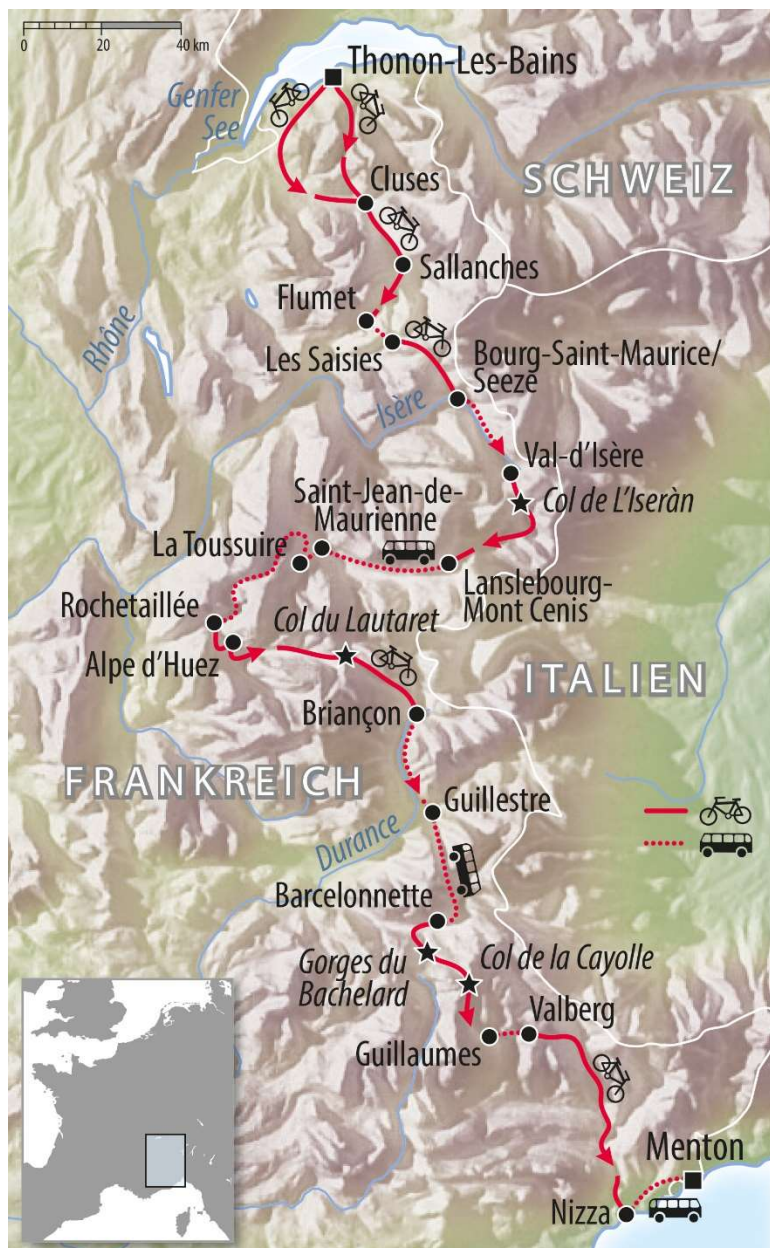 0 20 40 km
Thonon-Les-Bains
Genfer
See
SCHWEIZ
Cluses
Sallanches
Flumet
Rhône
Les Saisies
Bourg-Saint-Maurice/
Seeze
Isère
Val-d’Isère
Saint-Jean-de-
Maurienne
Col de L’Iseràn
La Toussuire
Lanslebourg-
Mont Cenis
Rochetaillée
Col du Lautaret
Alpe d’Huez
ITALIEN
Briançon
FRANKREICH
Guillestre
Durance
Barcelonnette
Gorges du
Bachelard
Col de la Cayolle
Valberg
Guillaumes
Menton
Nizza